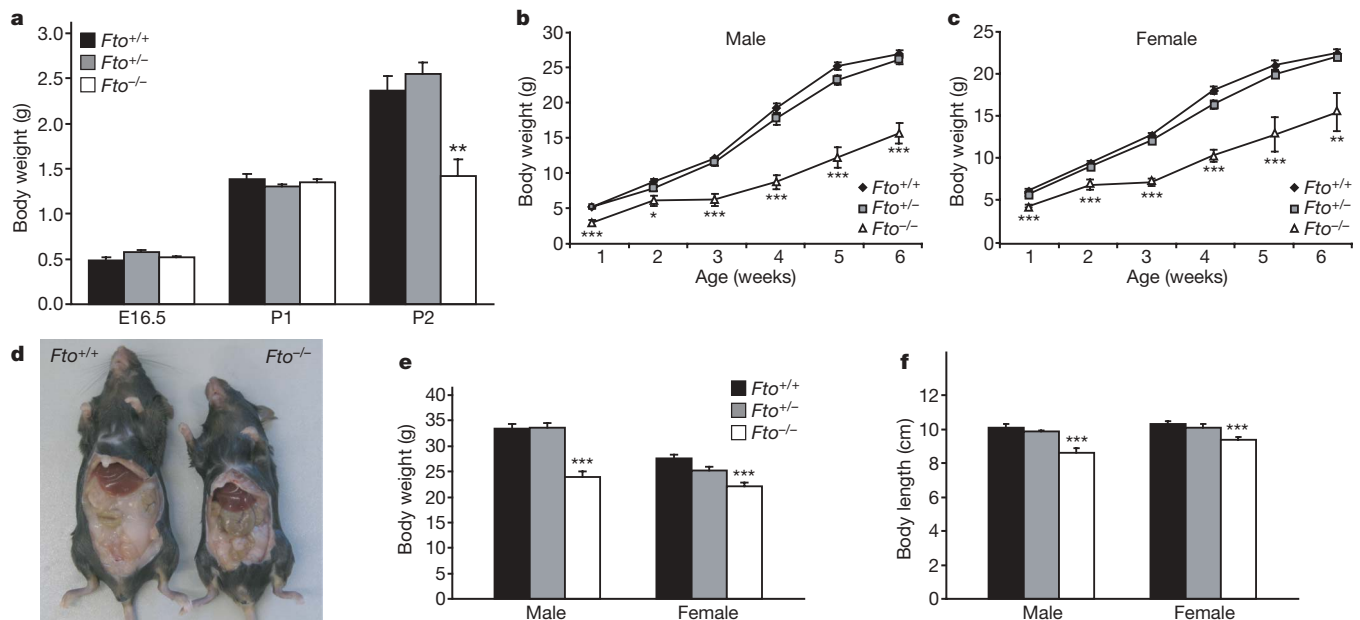 a
3.0
2.5
2.0
1.5
1.0
0.5
0.0
Body weight (g)
Fto+/+
Fto+/−
Fto−/−
**
E16.5 P1 P2
b
Male
30
25
20
15
10
5
0
Body weight (g)
Fto+/+
Fto+/−
Fto−/−
*** * *** *** *** ***
1 2 3 4 5 6
Age (weeks)
c
Female
25
20
15
10
5
0
Body weight (g)
Fto+/+
Fto+/−
Fto−/−
*** *** *** *** *** **
1 2 3 4 5 6
Age (weeks)
d
Fto+/+ Fto−/−
e
40
35
30
25
20
25
10
5
0
Body weight (g)
Fto+/+
Fto+/−
Fto−/−
*** ***
Male Female
f
12
10
8
6
4
2
0
Body length (cm)
*** ***
Male Female